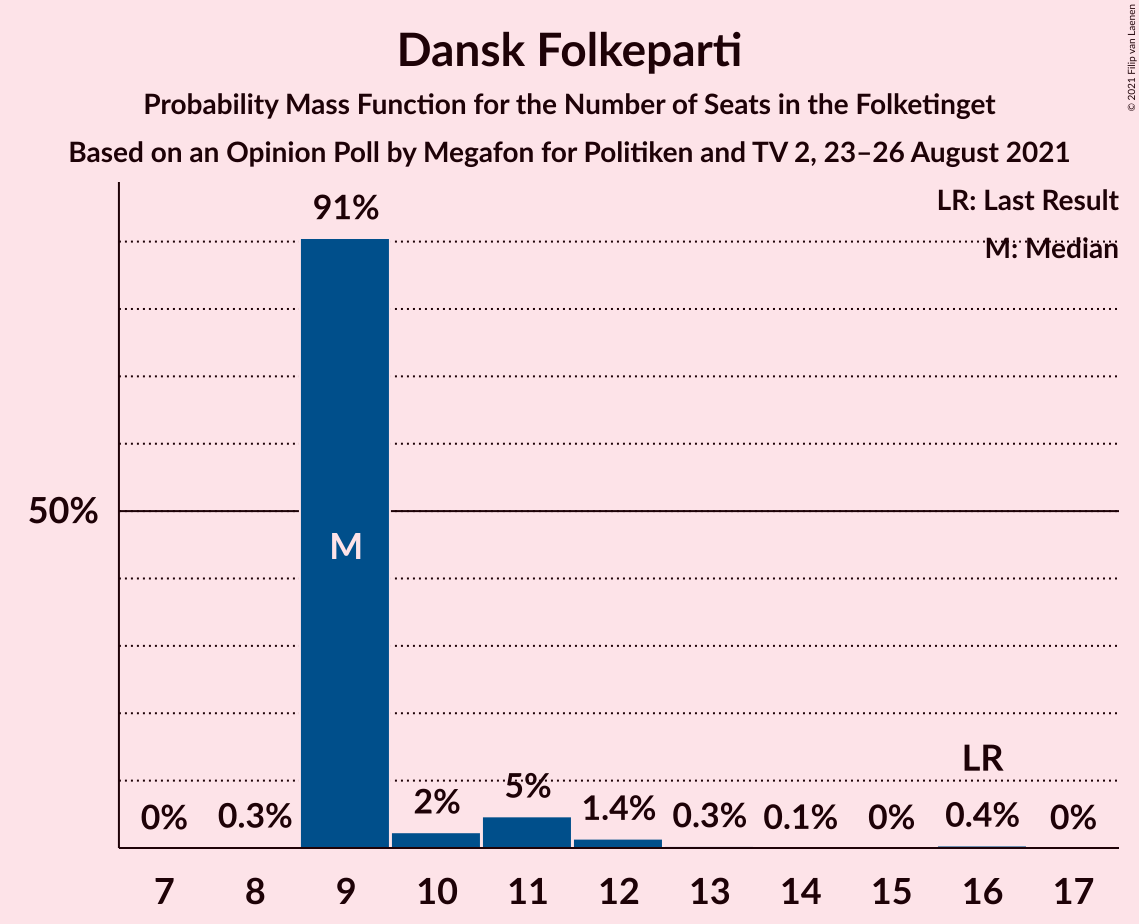 Dansk Folkeparti
Probability Mass Function for the Number of Seats in the Folketinget
Based on an Opinion Poll by Megafon for Politiken and TV 2, 23–26 August 2021
© 2021 Filip van Laenen
LR: Last Result
M: Median
91%
50%
M
LR
0% 0.3% 2% 5% 1.4% 0.3% 0.1% 0% 0.4% 0%
7 8 9 10 11 12 13 14 15 16 17